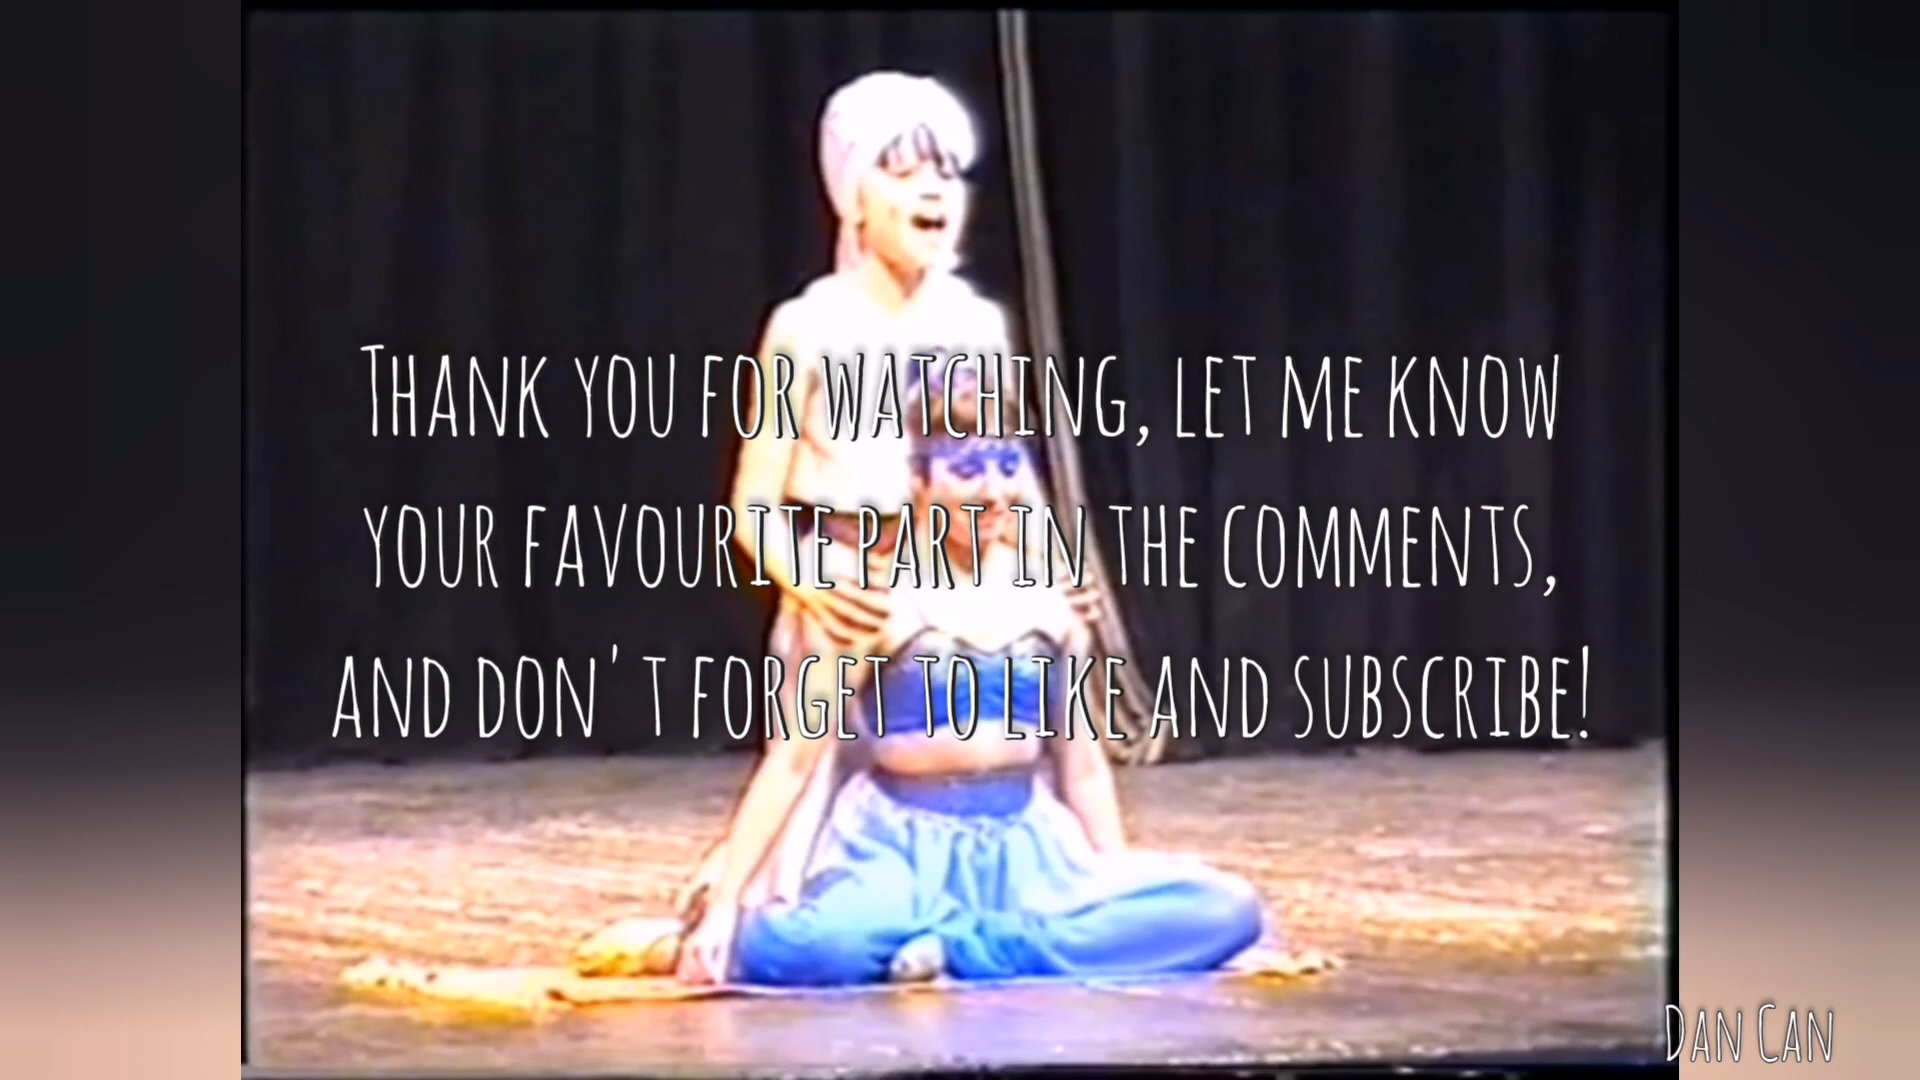 Thank you for watching, let me know
your favourite part in the comments,
and don't forget to like and subscribe!
Dan Can